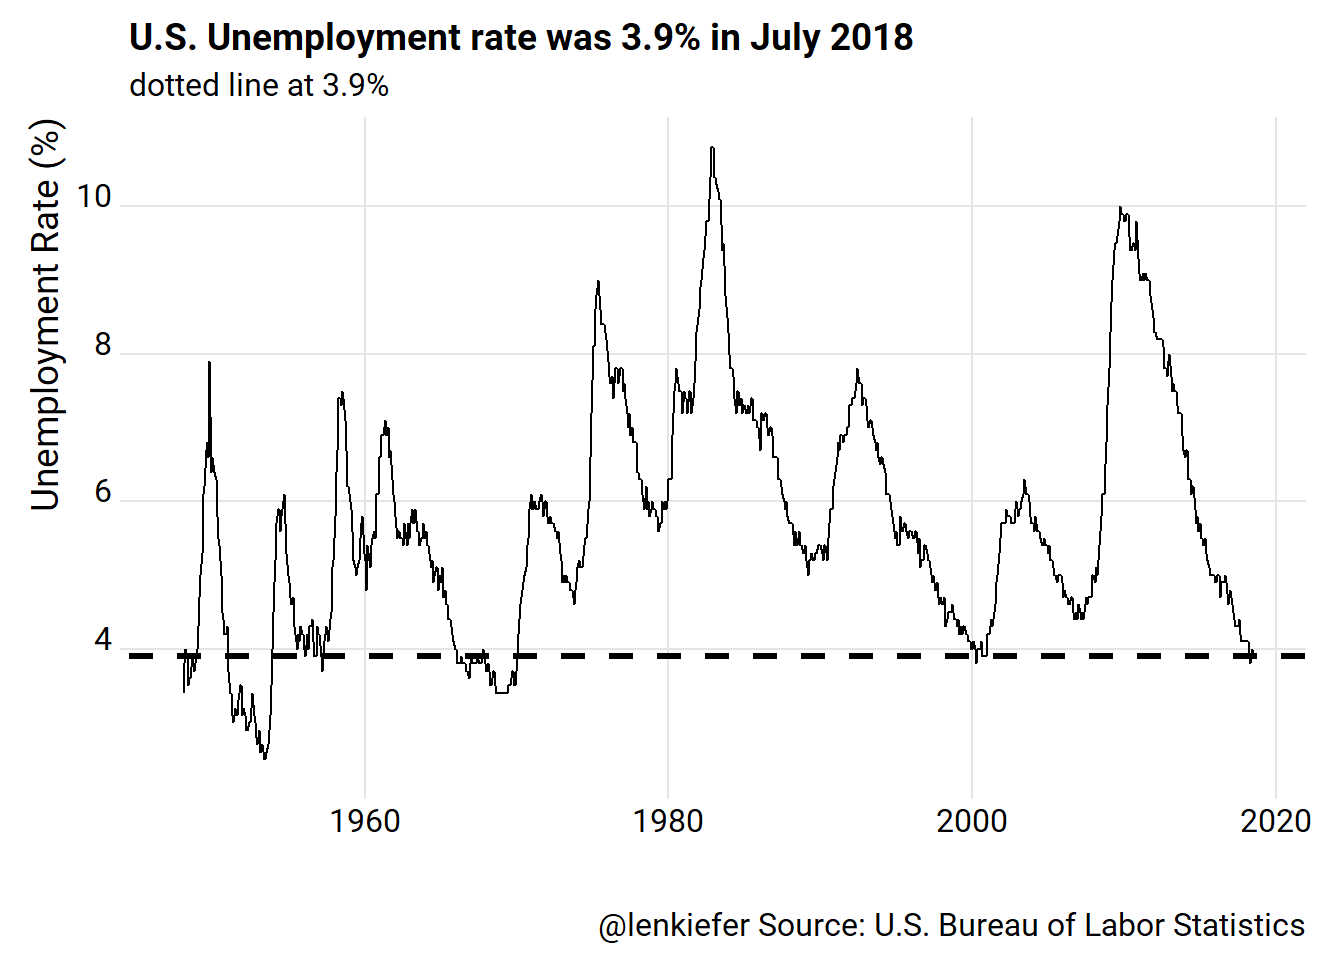 U.S. Unemployment rate was 3.9% in July 2018
dotted line at 3.9%
Unemployment Rate (%)
10
8
6
4
1960 1980 2000 2020
@lenkiefer Source: U.S. Bureau of Labor Statistics